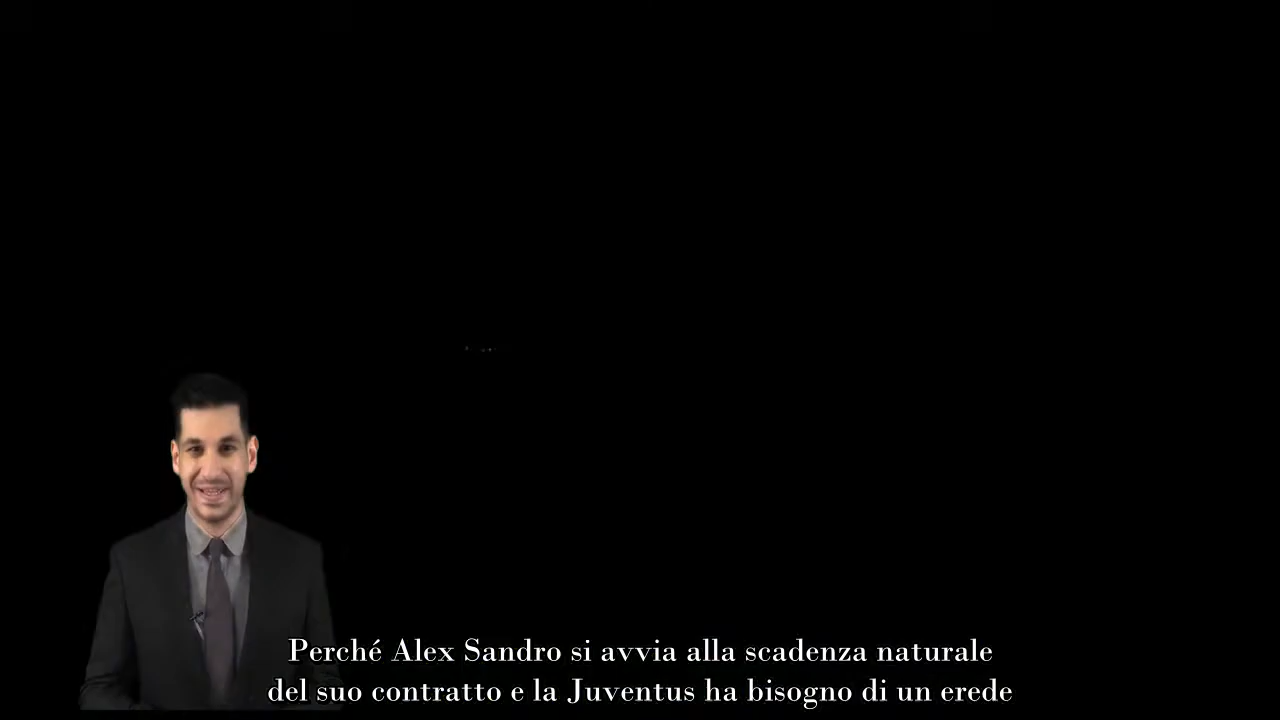 Perché Alex Sandro si avvia alla scadenza naturale
del suo contratto e la Juventus ha bisogno di un erede